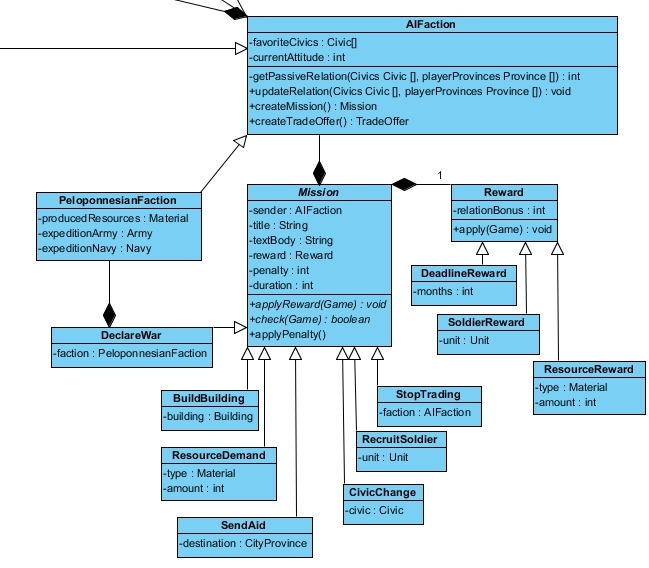 AIFaction
-favoriteCivics : Civic[]
-currentAttitude : int
-getPassiveRelation(Civics Civic [], playerProvinces Province []) : int
+updateRelation(Civics Civic [], playerProvinces Province []) : void
+createMission() : Mission
+createTradeOffer() : TradeOffer
PeloponnesianFaction
-producedResources : Material
-expeditionArmy : Army
-expeditionNavy : Navy
Mission
-sender : AIFaction
-title : String
-textBody : String
-reward : Reward
-penalty : int
-duration : int
+applyReward(Game) : void
+check(Game) : boolean
+applyPenalty()
1
Reward
-relationBonus : int
+apply(Game) : void
DeadlineReward
-months : int
SoldierReward
-unit : Unit
ResourceReward
-type : Material
-amount : int
DeclareWar
-faction : PeloponnesianFaction
BuildBuilding
-building : Building
StopTrading
-faction : AIFaction
ResourceDemand
-type : Material
-amount : int
RecruitSoldier
-unit : Unit
CivicChange
-civic : Civic
SendAid
-destination : CityProvince